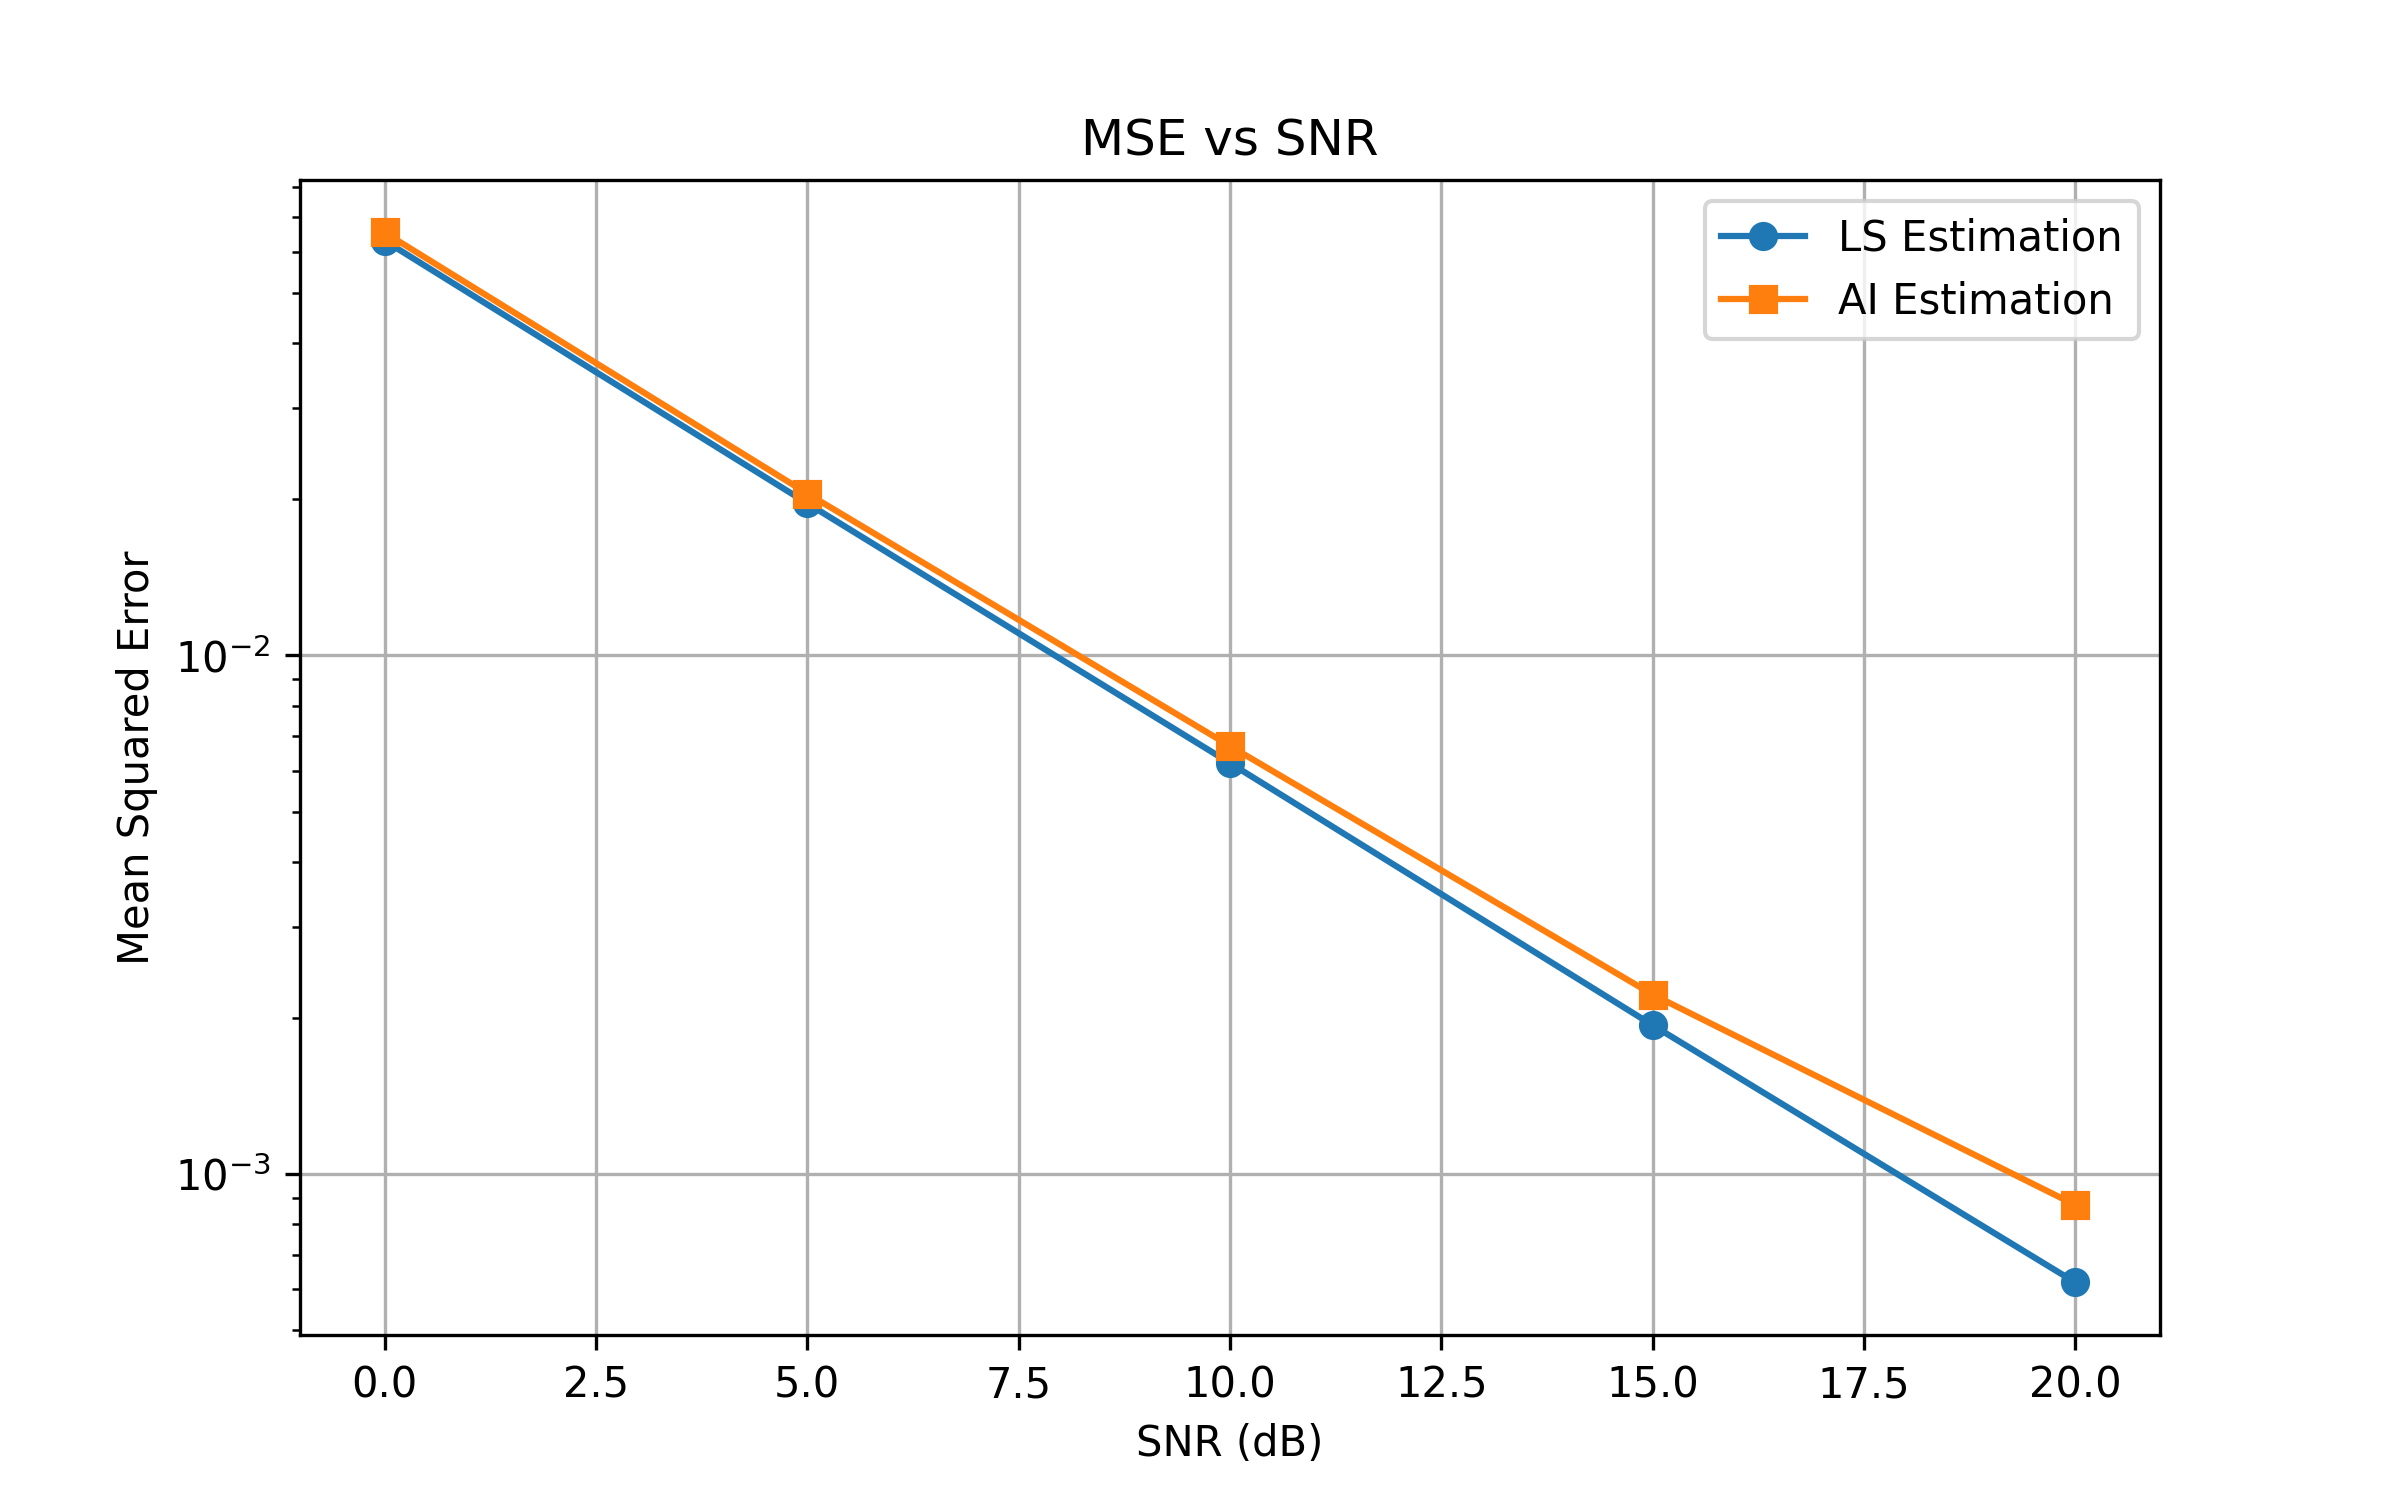 MSE vs SNR
LS Estimation
AI Estimation
Mean Squared Error
10⁻²
10⁻³
0.0 2.5 5.0 7.5 10.0 12.5 15.0 17.5 20.0
SNR (dB)